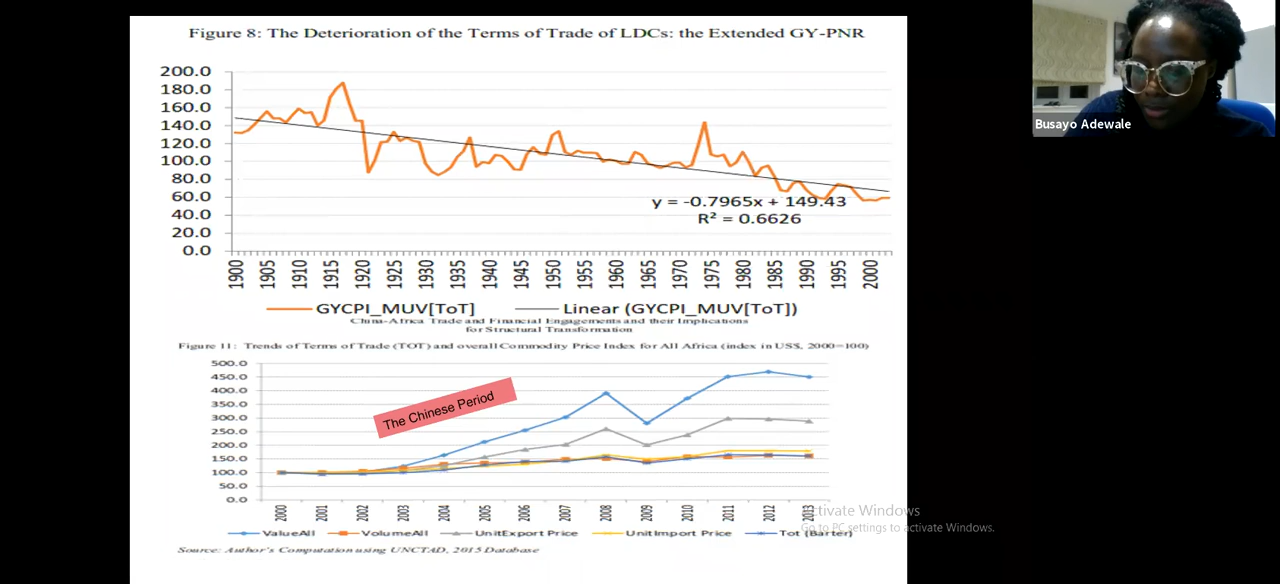 Figure 8: The Deterioration of the Terms of Trade of LDCs: the Extended GY-PNR
200.0
180.0
160.0
140.0
120.0
100.0
80.0
60.0
40.0
20.0
0.0
y = -0.7965x + 149.43
R² = 0.6626
1900 1905 1910 1915 1920 1925 1930 1935 1940 1945 1950 1955 1960 1965 1970 1975 1980 1985 1990 1995 2000
GYCPI_MUV[ToT] Linear (GYCPI_MUV[ToT])
China-Africa Trade and Financial Engagements and their Implications
for Structural Transformation
Figure 11: Trends of Terms of Trade (TOT) and overall Commodity Price Index for All Africa (index in US$, 2000=100)
500.0
450.0
400.0
350.0
300.0
250.0
200.0
150.0
100.0
50.0
0.0
The Chinese Period
2000 2001 2002 2003 2004 2005 2006 2007 2008 2009 2010 2011 2012 2013
ValueAll VolumeAll UnitExport Price UnitImport Price Tot (Barter)
Source: Author's Computation using UNCTAD, 2015 Database
Busayo Adewale
ctivate Windows
Go to PC settings to activate Windows.